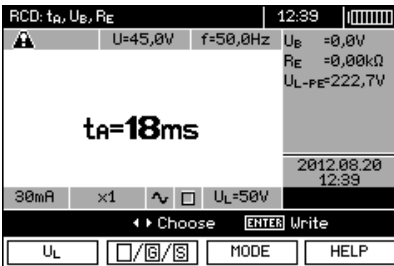 RCD: tA, UB, RE 12:39
U=45,0V f=50,0Hz
UB =0,0V
RE =0,00kΩ
UL-PE=222,7V
tA=18ms
2012.08.20
12:39
30mA x1 UL=50V
Choose ENTER Write
UL □/G/S MODE HELP